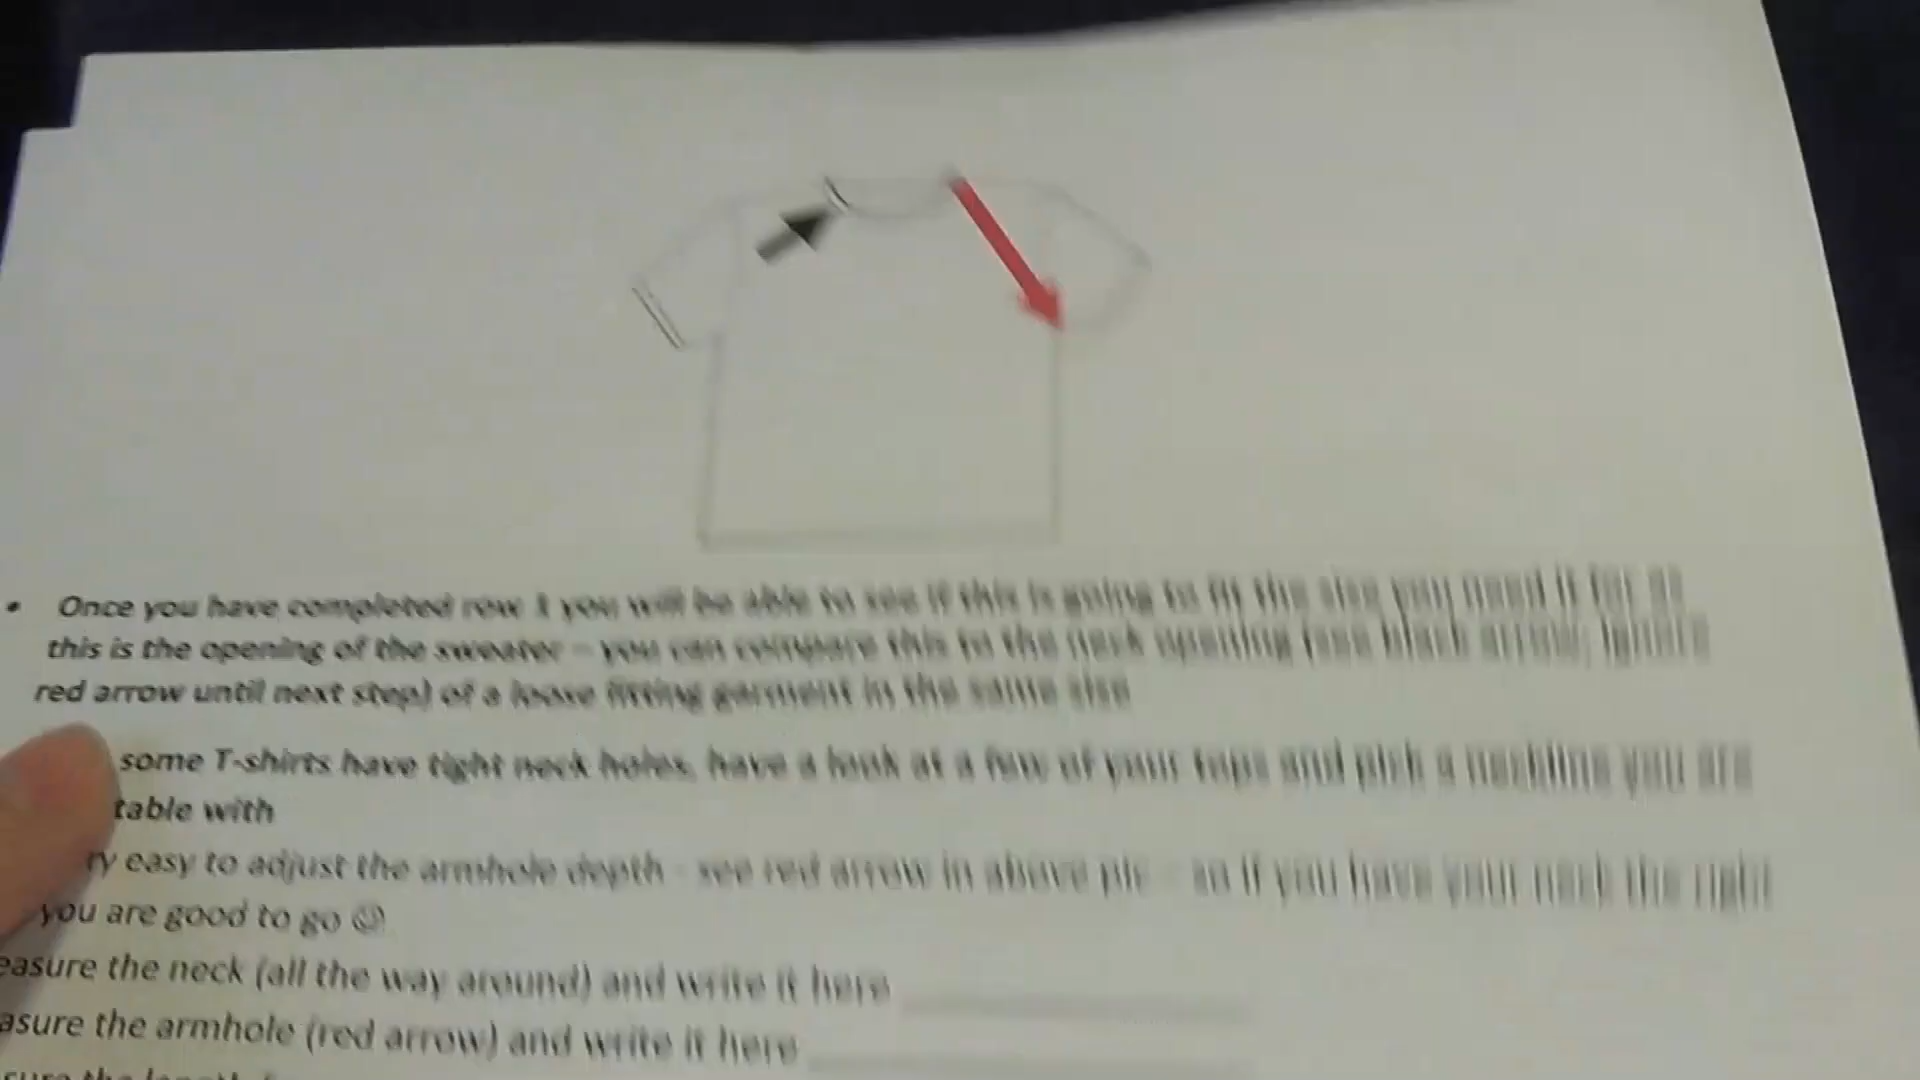 • Once you have completed row 1 you will be able to see if this is going to fit the size you need it for as
this is the opening of the sweater – you can compare this to the neck opening (see black arrow, ignore
red arrow until next step) of a loose fitting garment in the same size
some T-shirts have tight neck holes, have a look at a few of your tops and pick a neckline you are
table with
ry easy to adjust the armhole depth - see red arrow in above pic – so if you have your neck the right
you are good to go ☺
easure the neck (all the way around) and write it here
asure the armhole (red arrow) and write it here
sure the length